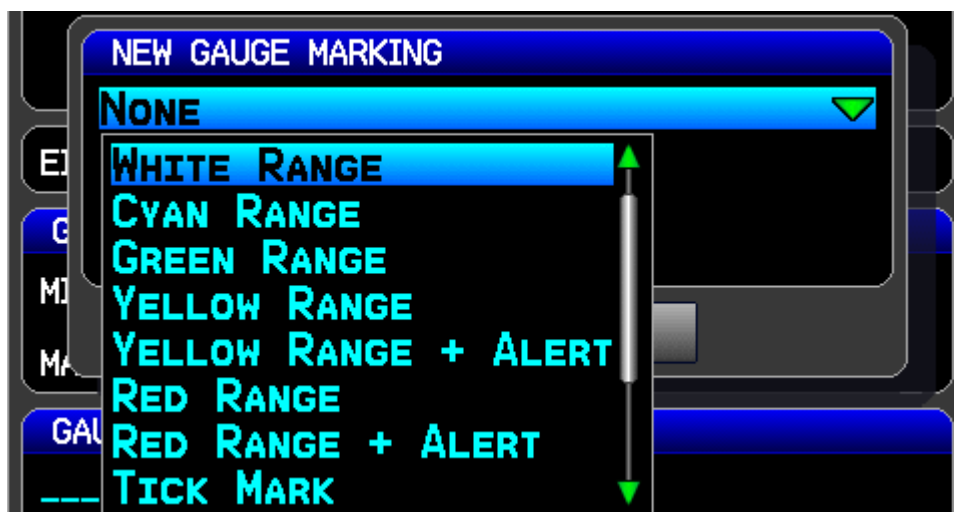 NEW GAUGE MARKING
NONE
WHITE RANGE
CYAN RANGE
GREEN RANGE
YELLOW RANGE
YELLOW RANGE + ALERT
RED RANGE
RED RANGE + ALERT
TICK MARK